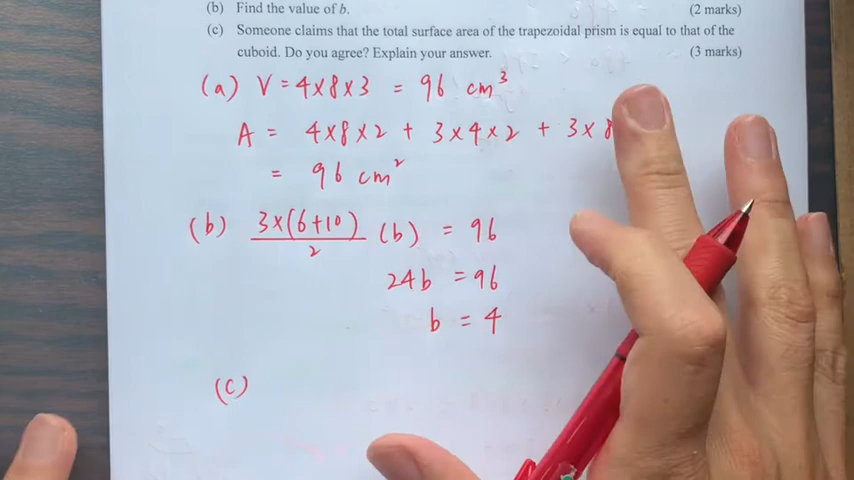 (b) Find the value of b. (2 marks)
(c) Someone claims that the total surface area of the trapezoidal prism is equal to that of the
cuboid. Do you agree? Explain your answer. (3 marks)
(a) V = 4×8×3 = 96 cm³
A = 4×8×2 + 3×4×2 + 3×8
= 96 cm²
(b) 3×(6+10)/2 (b) = 96
24b = 96
b = 4
(c)